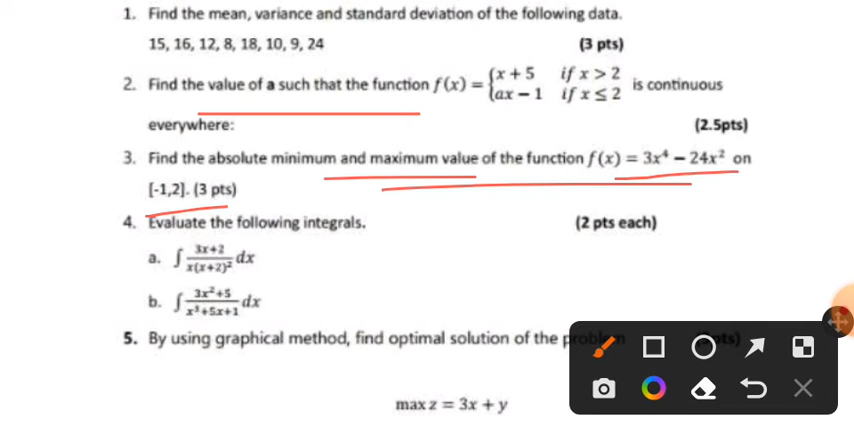 1. Find the mean, variance and standard deviation of the following data.
15, 16, 12, 8, 18, 10, 9, 24 (3 pts)
2. Find the value of a such that the function f(x) = { x + 5 if x > 2
ax − 1 if x ≤ 2 is continuous
everywhere: (2.5pts)
3. Find the absolute minimum and maximum value of the function f(x) = 3x⁴ − 24x² on
[-1,2]. (3 pts)
4. Evaluate the following integrals. (2 pts each)
a. ∫ (3x+2)/(x(x+2)²) dx
b. ∫ (3x²+5)/(x³+5x+1) dx
5. By using graphical method, find optimal solution of the problem pts)
max z = 3x + y